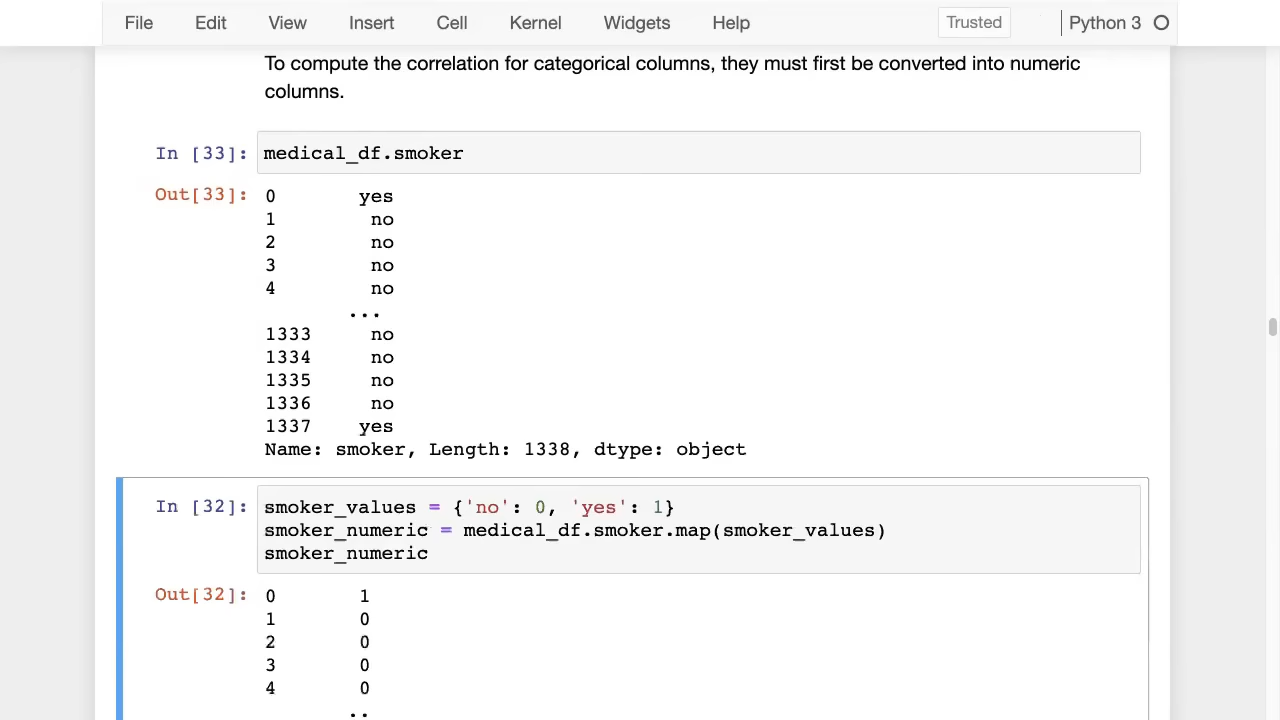 File Edit View Insert Cell Kernel Widgets Help Trusted Python 3
To compute the correlation for categorical columns, they must first be converted into numeric
columns.
In [33]: medical_df.smoker
Out[33]: 0 yes
1 no
2 no
3 no
4 no
...
1333 no
1334 no
1335 no
1336 no
1337 yes
Name: smoker, Length: 1338, dtype: object
In [32]: smoker_values = {'no': 0, 'yes': 1}
smoker_numeric = medical_df.smoker.map(smoker_values)
smoker_numeric
Out[32]: 0 1
1 0
2 0
3 0
4 0
..